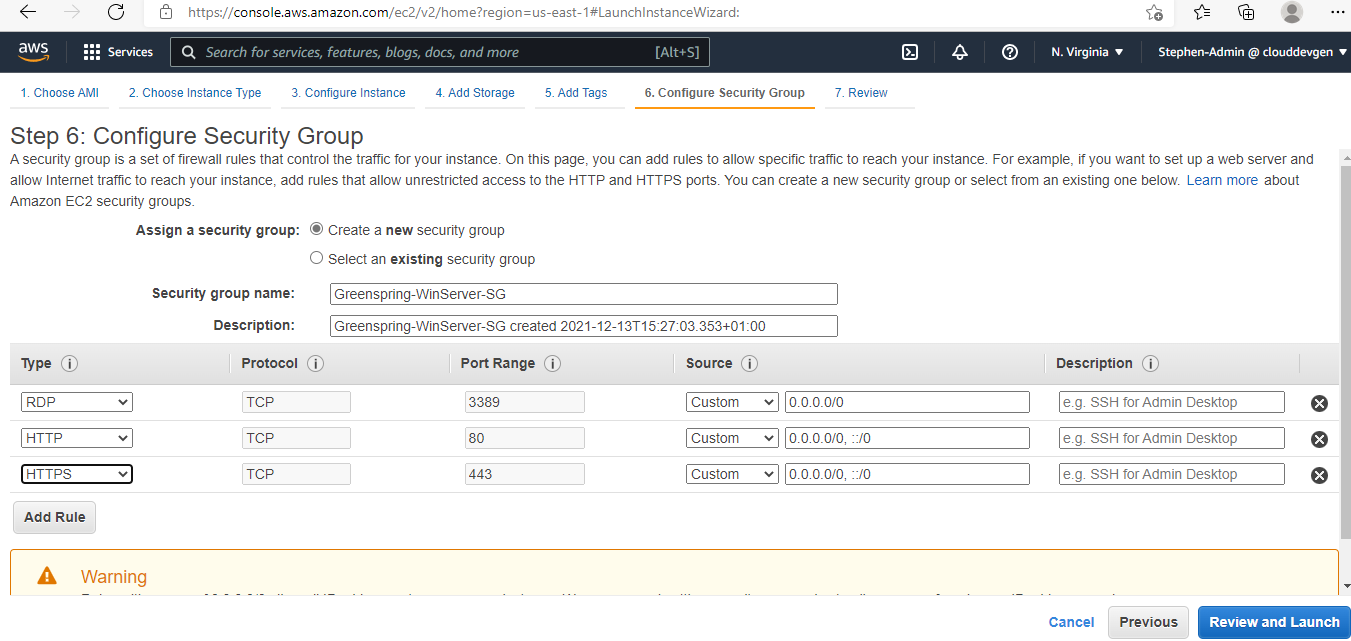 https://console.aws.amazon.com/ec2/v2/home?region=us-east-1#LaunchInstanceWizard:
aws Services Search for services, features, blogs, docs, and more [Alt+S] N. Virginia Stephen-Admin @ clouddevgen
1. Choose AMI 2. Choose Instance Type 3. Configure Instance 4. Add Storage 5. Add Tags 6. Configure Security Group 7. Review
Step 6: Configure Security Group
A security group is a set of firewall rules that control the traffic for your instance. On this page, you can add rules to allow specific traffic to reach your instance. For example, if you want to set up a web server and
allow Internet traffic to reach your instance, add rules that allow unrestricted access to the HTTP and HTTPS ports. You can create a new security group or select from an existing one below. Learn more about
Amazon EC2 security groups.
Assign a security group: Create a new security group
Select an existing security group
Security group name: Greenspring-WinServer-SG
Description: Greenspring-WinServer-SG created 2021-12-13T15:27:03.353+01:00
Type Protocol Port Range Source Description
RDP TCP 3389 Custom 0.0.0.0/0 e.g. SSH for Admin Desktop
HTTP TCP 80 Custom 0.0.0.0/0, ::/0 e.g. SSH for Admin Desktop
HTTPS TCP 443 Custom 0.0.0.0/0, ::/0 e.g. SSH for Admin Desktop
Add Rule
Warning
Cancel Previous Review and Launch